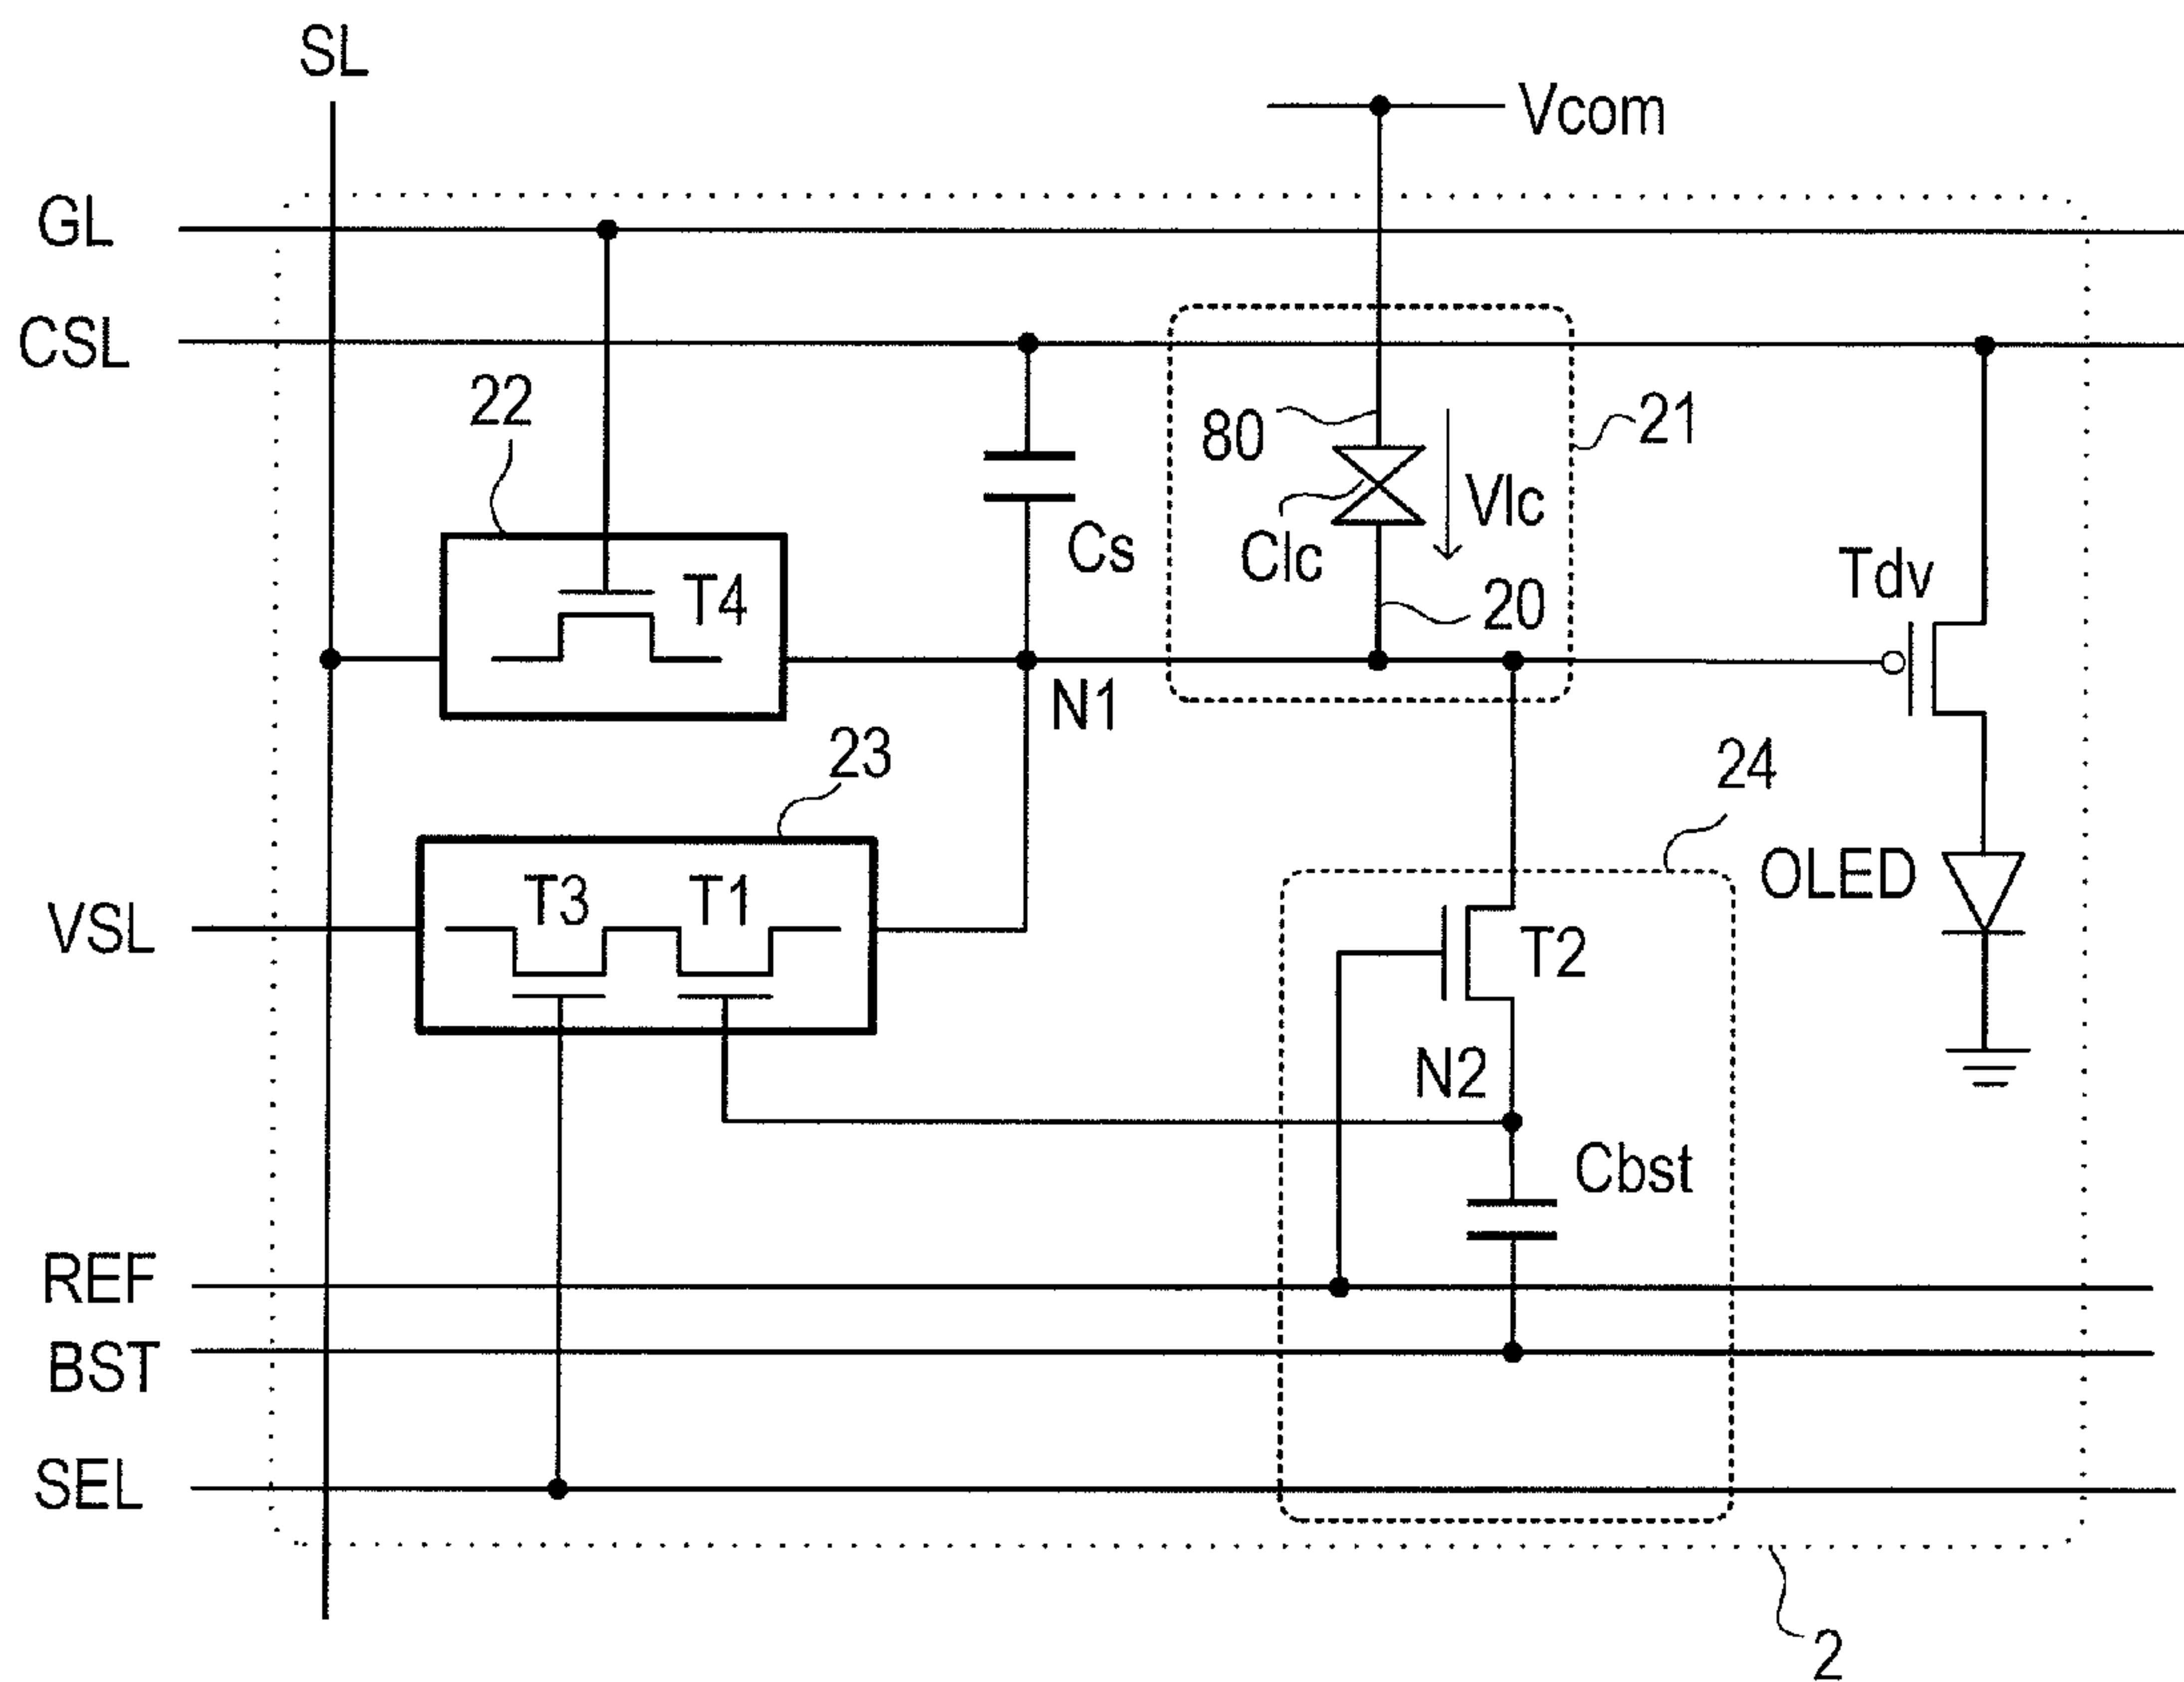 SL
Vcom
GL
CSL
22
80
21
Vlc
Cs
Clc
20
Tdv
T4
N1
23
24
VSL
T3
T1
OLED
T2
N2
Cbst
REF
BST
SEL
2